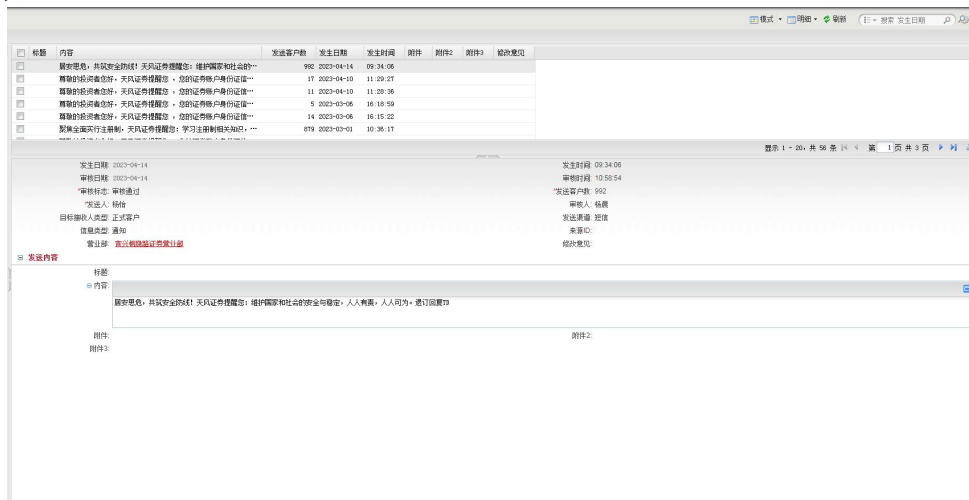 模式 明细 刷新 搜索 发生日期
标题 内容 发送客户数 发生日期 发生时间 附件 附件2 附件3 修改意见
居安思危，共筑安全防线！天风证券提醒您：维护国家和社会的… 992 2023-04-14 09:34:06
尊敬的投资者您好，天风证券提醒您，您的证券账户身份证信… 17 2023-04-10 11:29:27
尊敬的投资者您好，天风证券提醒您，您的证券账户身份证信… 11 2023-04-10 11:28:36
尊敬的投资者您好，天风证券提醒您，您的证券账户身份证信… 5 2023-03-06 16:18:59
尊敬的投资者您好，天风证券提醒您，您的证券账户身份证信… 14 2023-03-06 16:15:22
聚焦全面实行注册制，天风证券提醒您：学习注册制相关知识，… 879 2023-03-01 10:36:17
显示 1 - 20，共 56 条 第 1 页 共 3 页
发生日期: 2023-04-14 发生时间: 09:34:06
审核日期: 2023-04-14 审核时间: 10:58:54
*审核标志: 审核通过 *发送客户数: 992
*发送人: 杨怡 审核人: 杨晨
目标接收人类型: 正式客户 发送渠道: 短信
信息类型: 通知 来源ID:
营业部: 证券营业部 修改意见:
发送内容
标题:
内容:
居安思危，共筑安全防线！天风证券提醒您：维护国家和社会的安全与稳定，人人有责，人人可为。退订回复TD
附件: 附件2:
附件3: